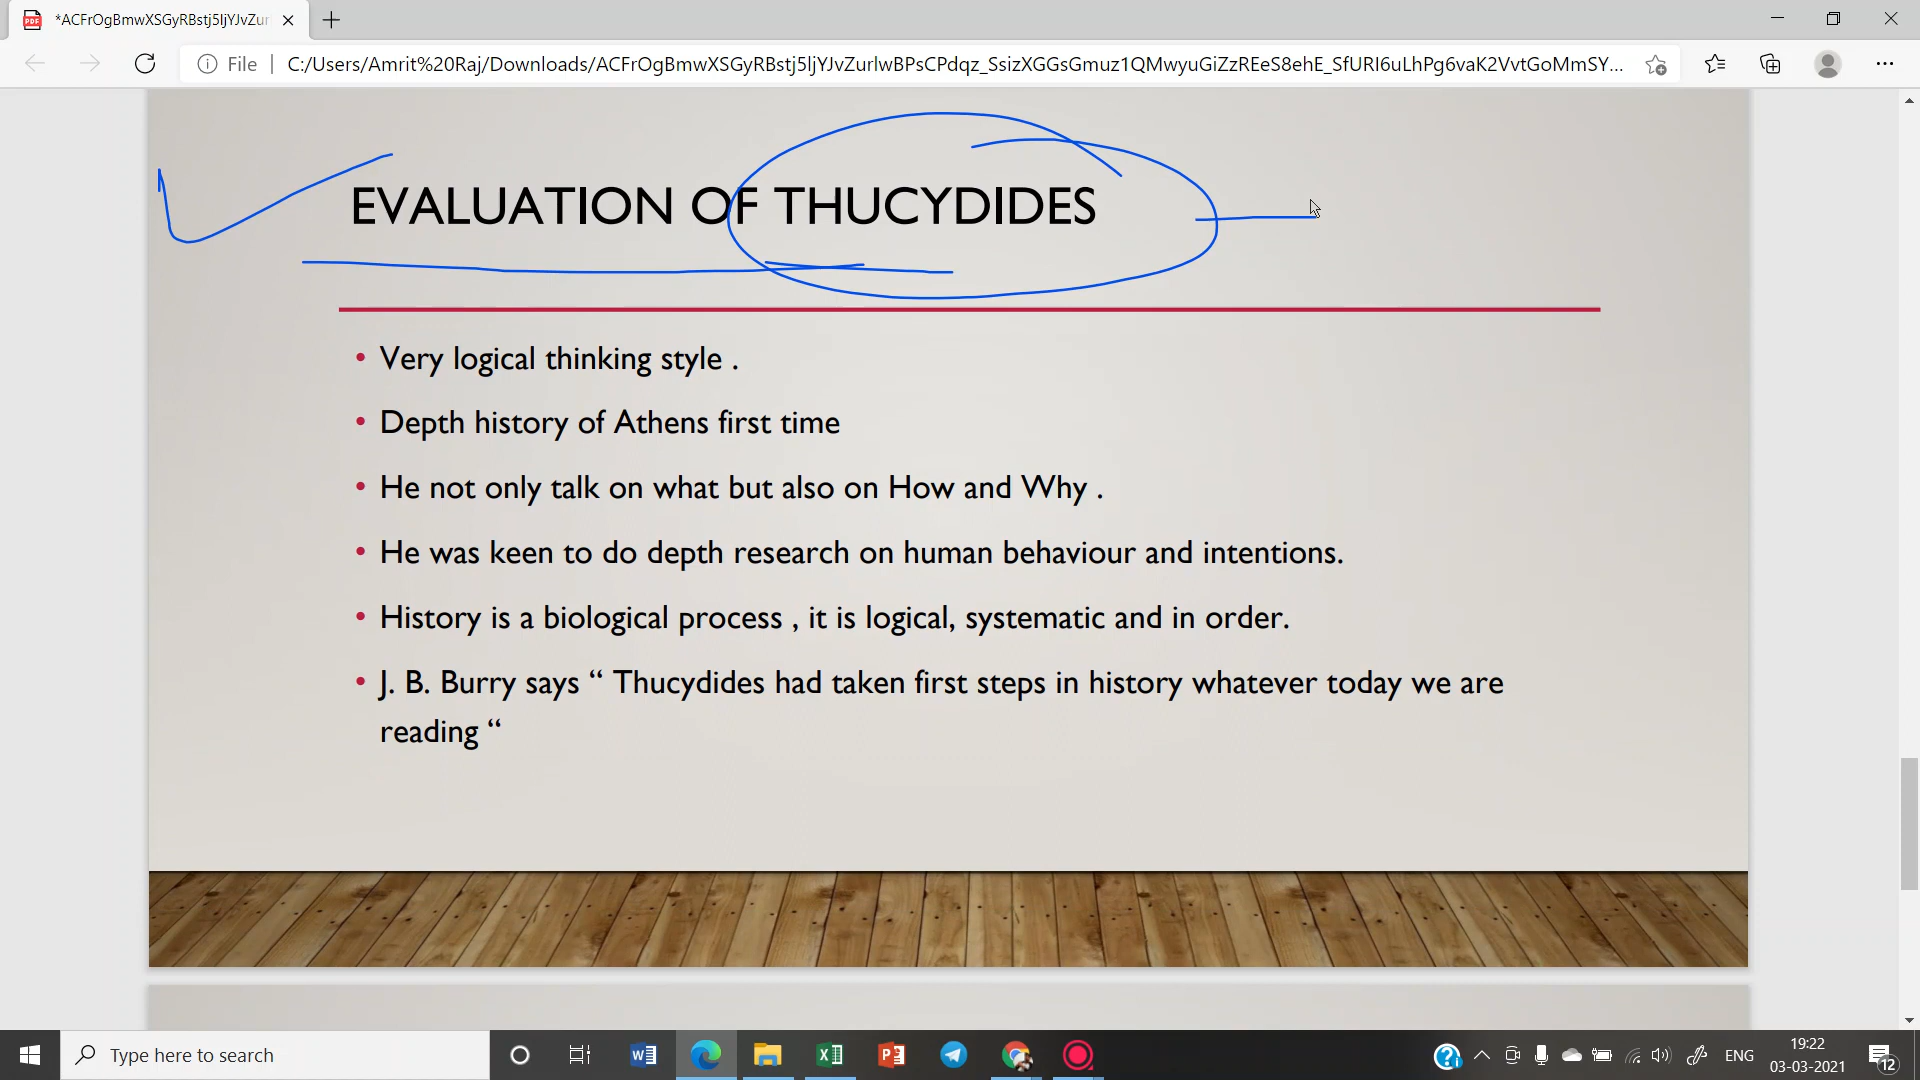 *ACFrOgBmwXSGyRBstj5ljYJvZur
File
C:/Users/Amrit%20Raj/Downloads/ACFrOgBmwXSGyRBstj5ljYJvZurlwBPsCPdqz_SsizXGGsGmuz1QMwyuGiZzREeS8ehE_SfURI6uLhPg6vaK2VvtGoMmSY...
EVALUATION OF THUCYDIDES
• Very logical thinking style .
• Depth history of Athens first time
• He not only talk on what but also on How and Why .
• He was keen to do depth research on human behaviour and intentions.
• History is a biological process , it is logical, systematic and in order.
• J. B. Burry says “ Thucydides had taken first steps in history whatever today we are
reading “
Type here to search
ENG
19:22
03-03-2021
12